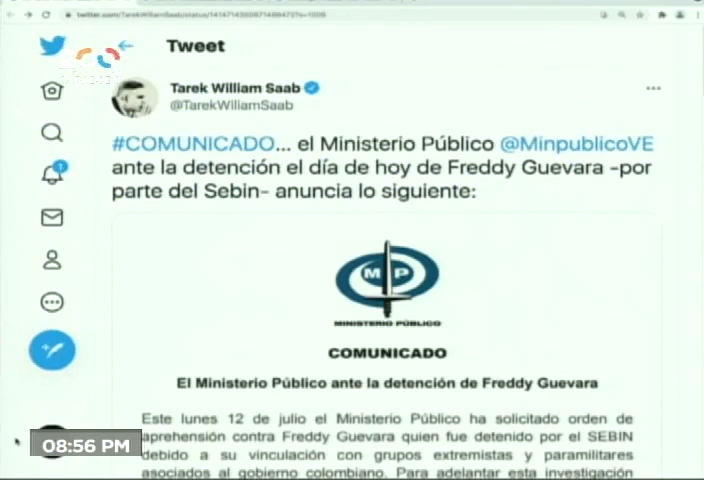 Tweet
Tarek William Saab
@TarekWiliamSaab
#COMUNICADO... el Ministerio Público @MinpublicoVE
ante la detención el día de hoy de Freddy Guevara -por
parte del Sebin- anuncia lo siguiente:
1
MP
MINISTERIO PÚBLICO
COMUNICADO
El Ministerio Público ante la detención de Freddy Guevara
Este lunes 12 de julio el Ministerio Público ha solicitado orden de
aprehensión contra Freddy Guevara quien fue detenido por el SEBIN
debido a su vinculación con grupos extremistas y paramilitares
asociados al gobierno colombiano. Para adelantar esta investigación
08:56 PM